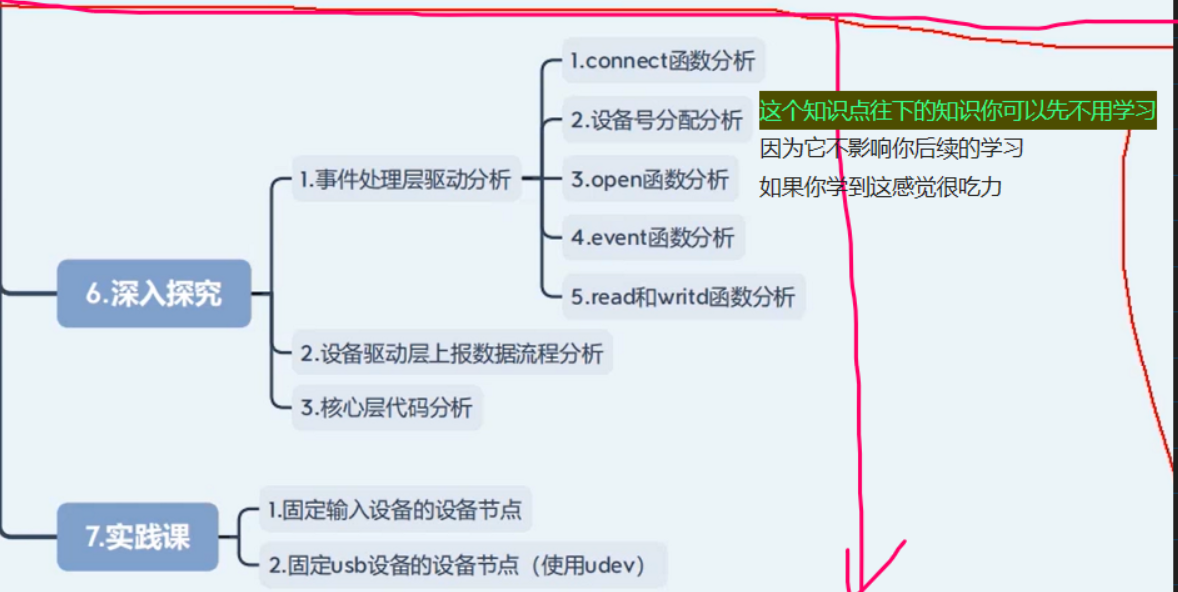 6.深入探究
1.事件处理层驱动分析
1.connect函数分析
2.设备号分配分析
3.open函数分析
4.event函数分析
5.read和writd函数分析
2.设备驱动层上报数据流程分析
3.核心层代码分析
7.实践课
1.固定输入设备的设备节点
2.固定usb设备的设备节点（使用udev）
这个知识点往下的知识你可以先不用学习
因为它不影响你后续的学习
如果你学到这感觉很吃力